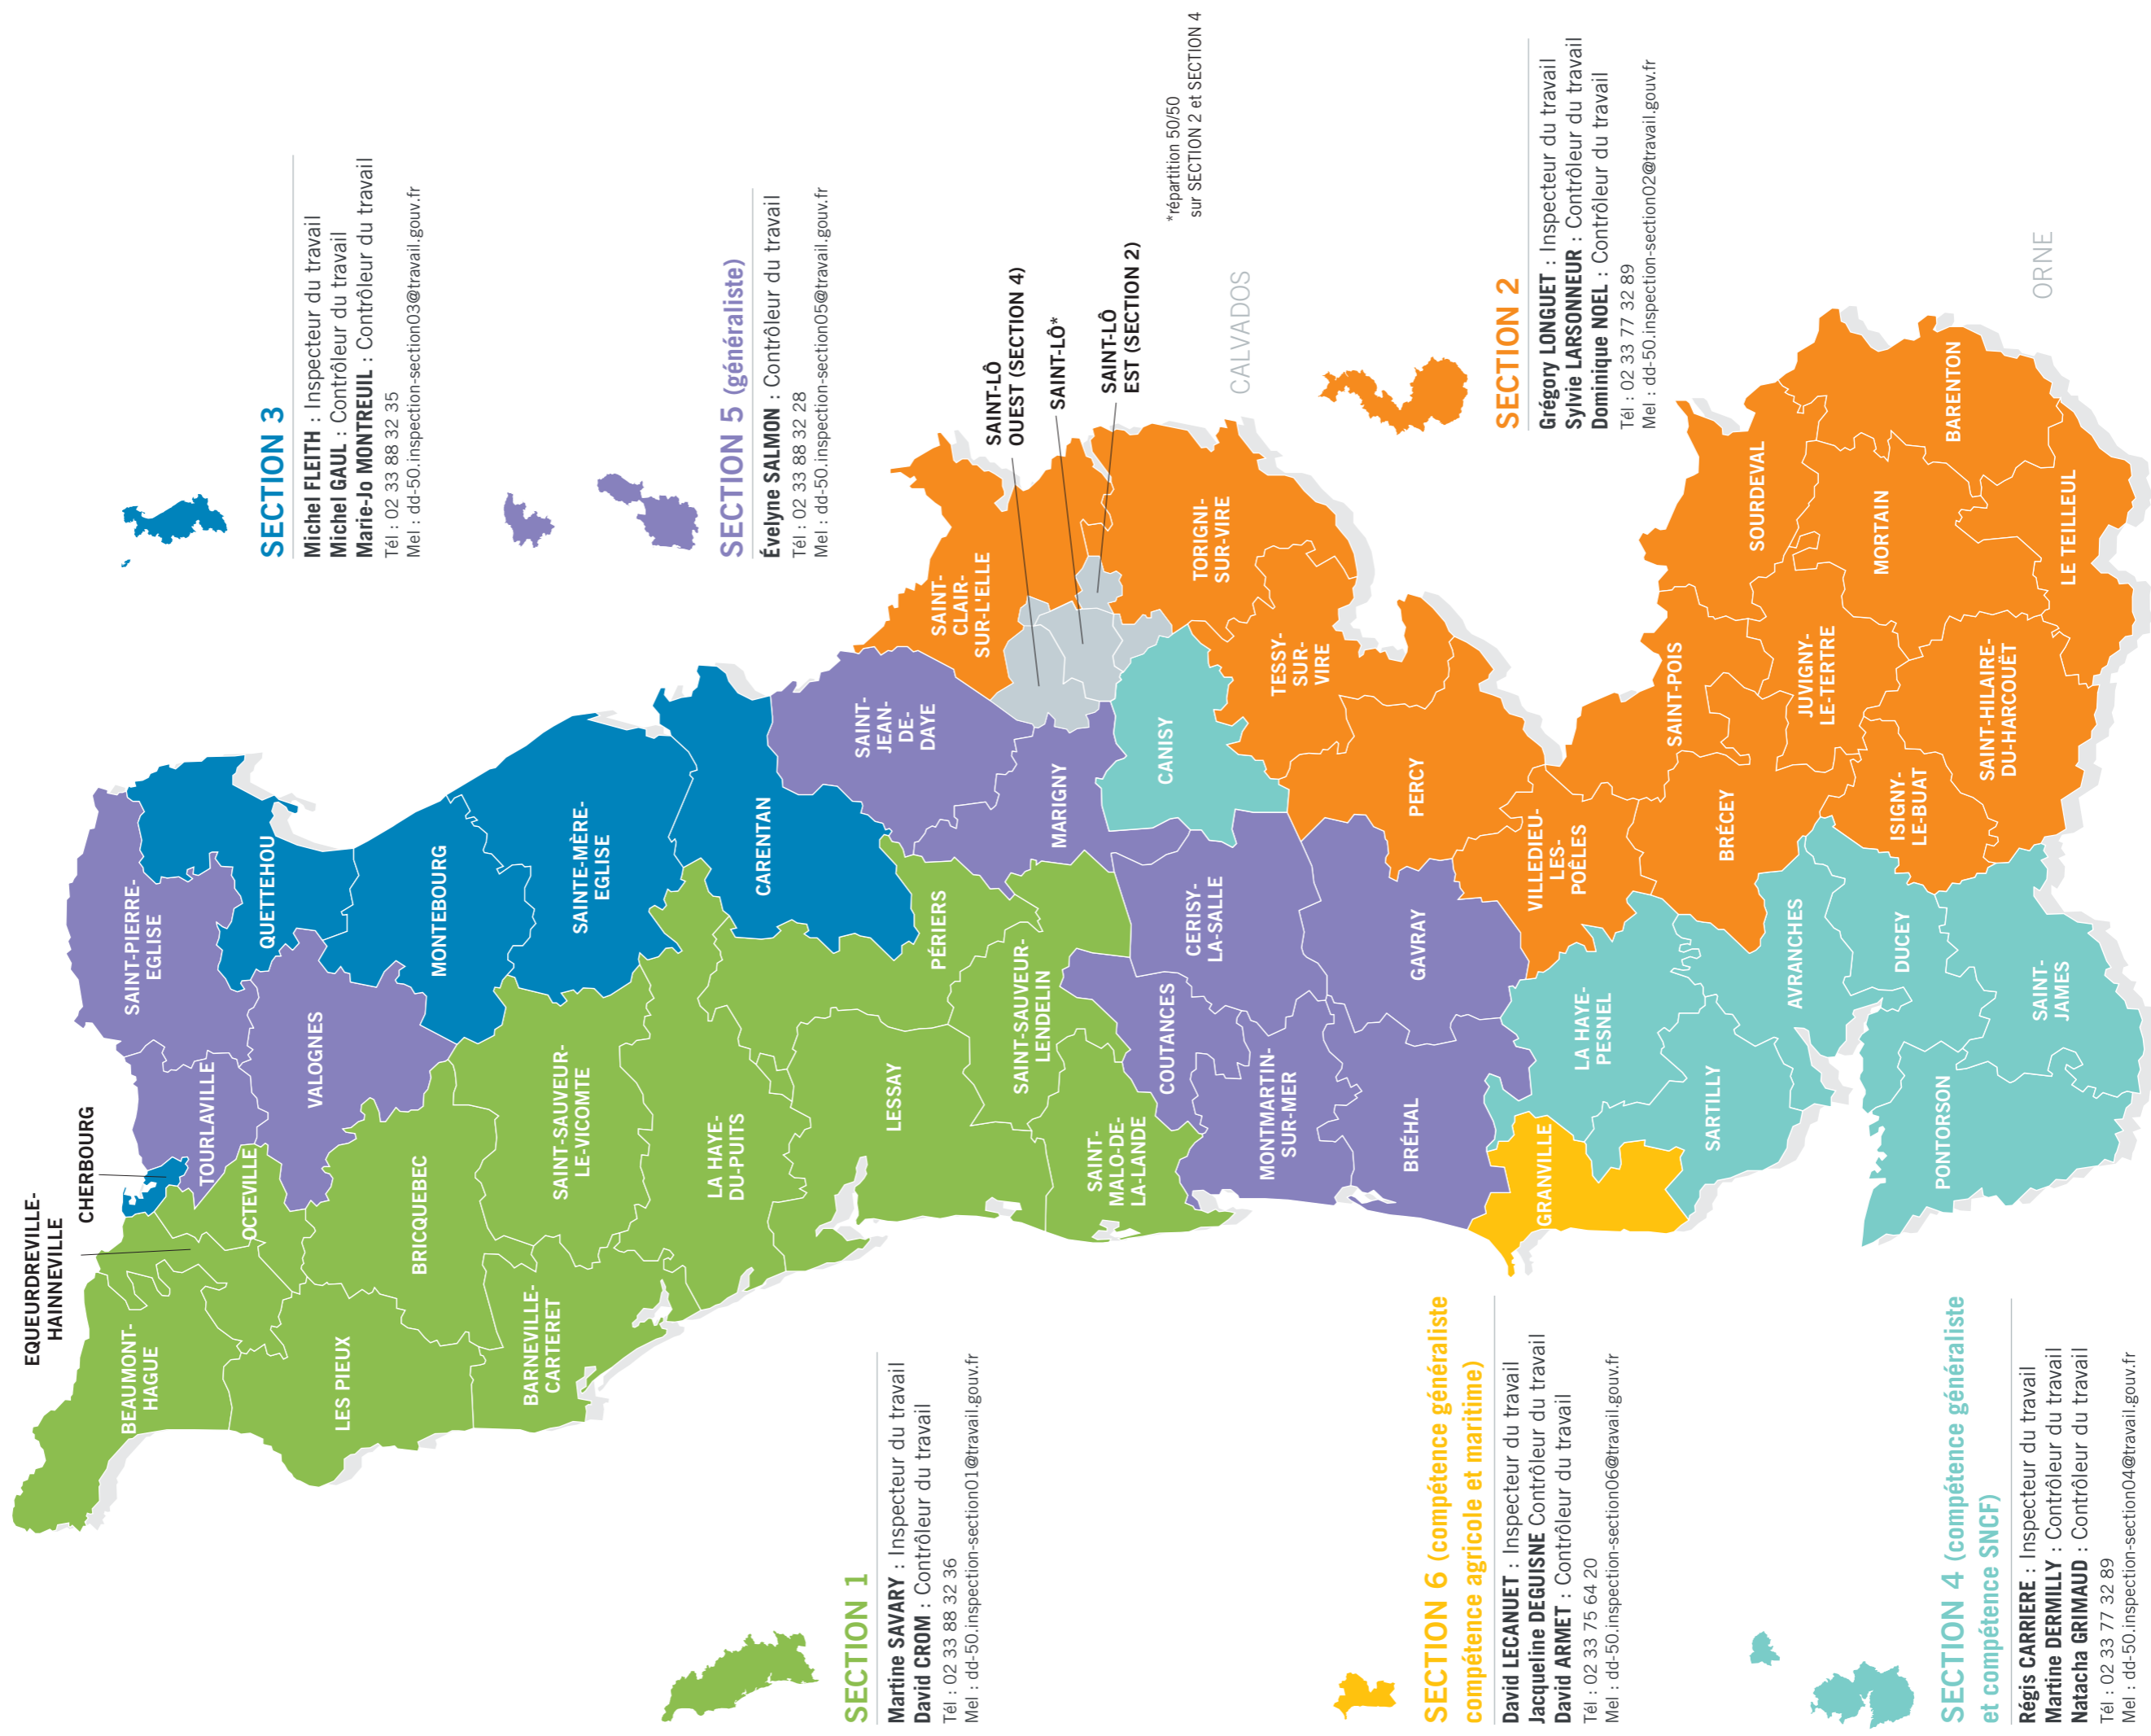 EQUEURDREVILLE-
HAINNEVILLE
CHERBOURG
BEAUMONT-
HAGUE
LES PIEUX
BARNEVILLE-
CARTERET
OCTEVILLE
BRICQUEBEC
TOURLAVILLE
VALOGNES
SAINT-PIERRE-
EGLISE
QUETTEHOU
MONTEBOURG
SAINTE-MÈRE-
EGLISE
CARENTAN
SAINT-SAUVEUR-
LE-VICOMTE
LA HAYE-
DU-PUITS
LESSAY
PÉRIERS
SAINT-SAUVEUR-
LENDELIN
SAINT-
MALO-DE-
LA-LANDE
SAINT-
JEAN-
DE-
DAYE
MARIGNY
SAINT-
CLAIR-
SUR-L'ELLE
CANISY
COUTANCES
CERISY-
LA-SALLE
MONTMARTIN-
SUR-MER
GAVRAY
BRÉHAL
TORIGNI-
SUR-VIRE
TESSY-
SUR-
VIRE
PERCY
VILLEDIEU-
LES-
POÊLES
GRANVILLE
LA HAYE-
PESNEL
SARTILLY
AVRANCHES
BRÉCEY
SAINT-POIS
SOURDEVAL
JUVIGNY-
LE-TERTRE
MORTAIN
BARENTON
LE TEILLEUL
ISIGNY-
LE-BUAT
SAINT-HILAIRE-
DU-HARCOUËT
DUCEY
PONTORSON
SAINT-
JAMES
SAINT-LÔ
OUEST (SECTION 4)
SAINT-LÔ*
SAINT-LÔ
EST (SECTION 2)
*répartition 50/50
sur SECTION 2 et SECTION 4
CALVADOS
ORNE
SECTION 3
Michel FLEITH : Inspecteur du travail
Michel GAUL : Contrôleur du travail
Marie-Jo MONTREUIL : Contrôleur du travail
Tél : 02 33 88 32 35
Mel : dd-50.inspection-section03@travail.gouv.fr
SECTION 5 (généraliste)
Évelyne SALMON : Contrôleur du travail
Tél : 02 33 88 32 28
Mel : dd-50.inspection-section05@travail.gouv.fr
SECTION 2
Grégory LONGUET : Inspecteur du travail
Sylvie LARSONNEUR : Contrôleur du travail
Dominique NOEL : Contrôleur du travail
Tél : 02 33 77 32 89
Mel : dd-50.inspection-section02@travail.gouv.fr
SECTION 1
Martine SAVARY : Inspecteur du travail
David CROM : Contrôleur du travail
Tél : 02 33 88 32 36
Mel : dd-50.inspection-section01@travail.gouv.fr
SECTION 6 (compétence généraliste
compétence agricole et maritime)
David LECANUET : Inspecteur du travail
Jacqueline DEGUISNE Contrôleur du travail
David ARMET : Contrôleur du travail
Tél : 02 33 75 64 20
Mel : dd-50.inspection-section06@travail.gouv.fr
SECTION 4 (compétence généraliste
et compétence SNCF)
Régis CARRIERE : Inspecteur du travail
Martine DERMILLY : Contrôleur du travail
Natacha GRIMAUD : Contrôleur du travail
Tél : 02 33 77 32 89
Mel : dd-50.inspection-section04@travail.gouv.fr